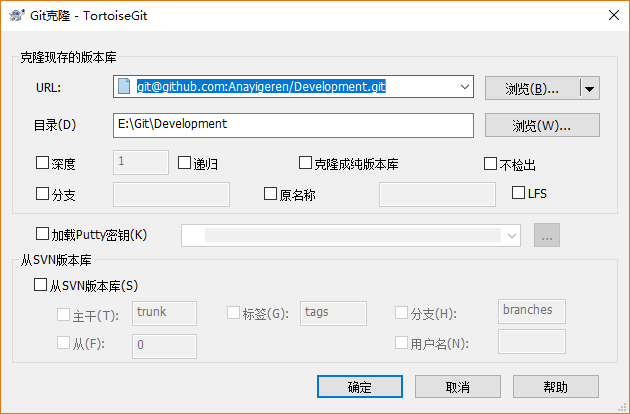 Git克隆 - TortoiseGit
克隆现存的版本库
URL: git@github.com:Anayigeren/Development.git 浏览(B)...
目录(D) E:\Git\Development 浏览(W)...
深度 1 递归 克隆成纯版本库 不检出
分支 原名称 LFS
加载Putty密钥(K) ...
从SVN版本库
从SVN版本库(S)
主干(T): trunk 标签(G): tags 分支(H): branches
从(F): 0 用户名(N):
确定 取消 帮助